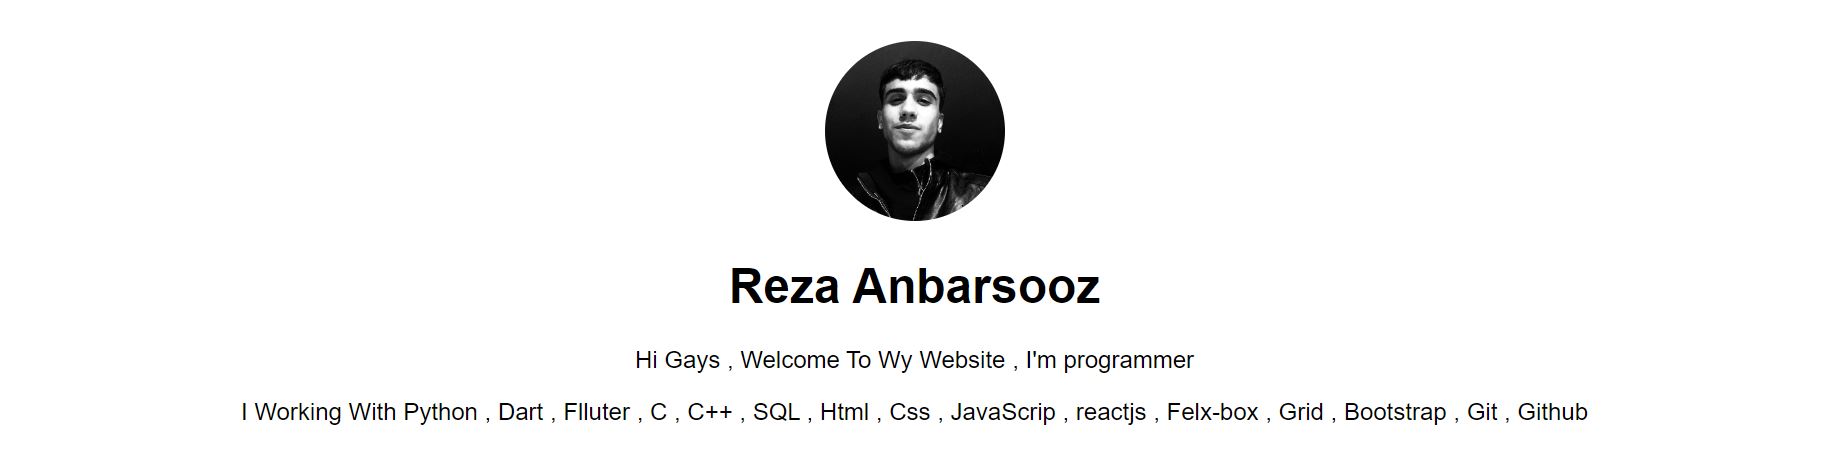 Reza Anbarsooz
Hi Gays , Welcome To Wy Website , I'm programmer
I Working With Python , Dart , Flluter , C , C++ , SQL , Html , Css , JavaScrip , reactjs , Felx-box , Grid , Bootstrap , Git , Github